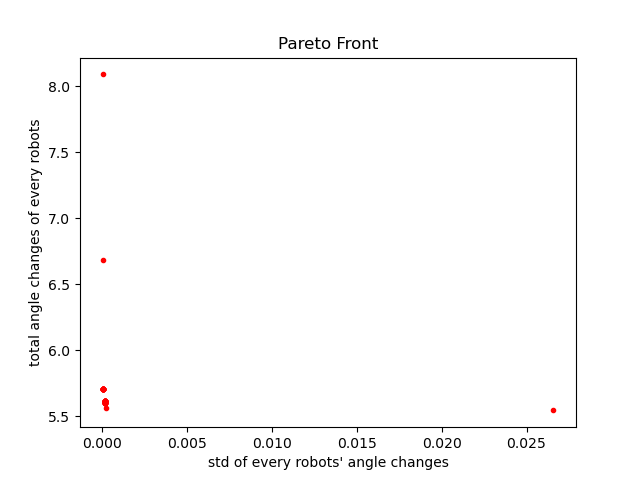 Pareto Front
total angle changes of every robots
8.0
7.5
7.0
6.5
6.0
5.5
0.000 0.005 0.010 0.015 0.020 0.025
std of every robots' angle changes